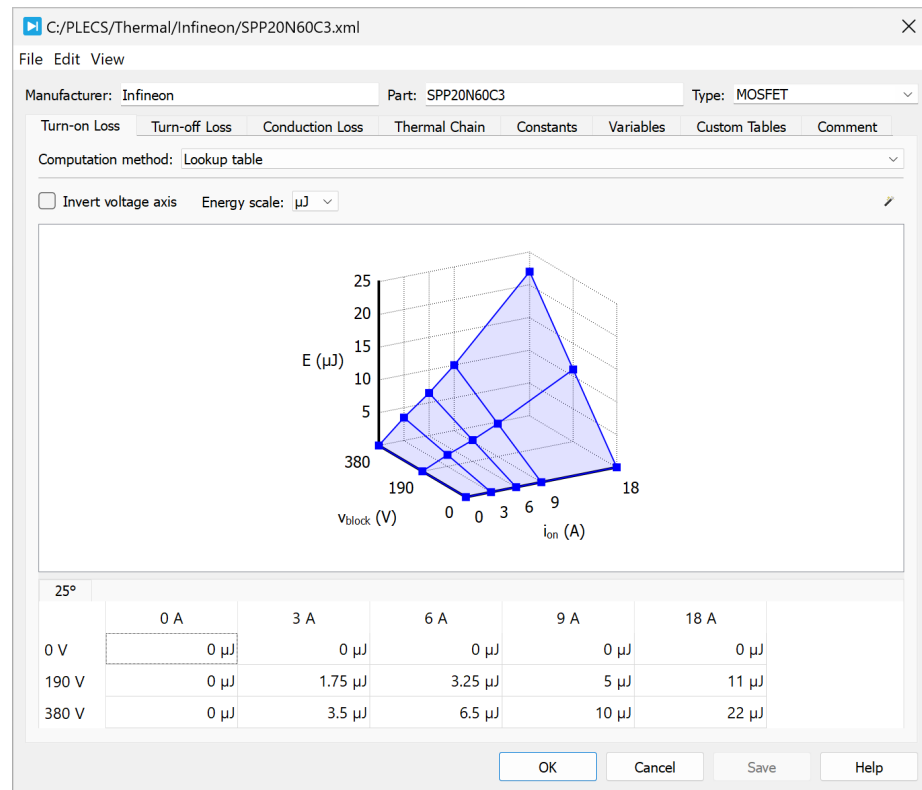 C:/PLECS/Thermal/Infineon/SPP20N60C3.xml
File Edit View
Manufacturer: Infineon Part: SPP20N60C3 Type: MOSFET
Turn-on Loss Turn-off Loss Conduction Loss Thermal Chain Constants Variables Custom Tables Comment
Computation method: Lookup table
Invert voltage axis Energy scale: µJ
25
20
15
E (µJ)
10
5
380
190
0
0 3 6 9 18
vblock (V)
ion (A)
25°
0 A 3 A 6 A 9 A 18 A
0 V 0 µJ 0 µJ 0 µJ 0 µJ 0 µJ
190 V 0 µJ 1.75 µJ 3.25 µJ 5 µJ 11 µJ
380 V 0 µJ 3.5 µJ 6.5 µJ 10 µJ 22 µJ
OK Cancel Save Help